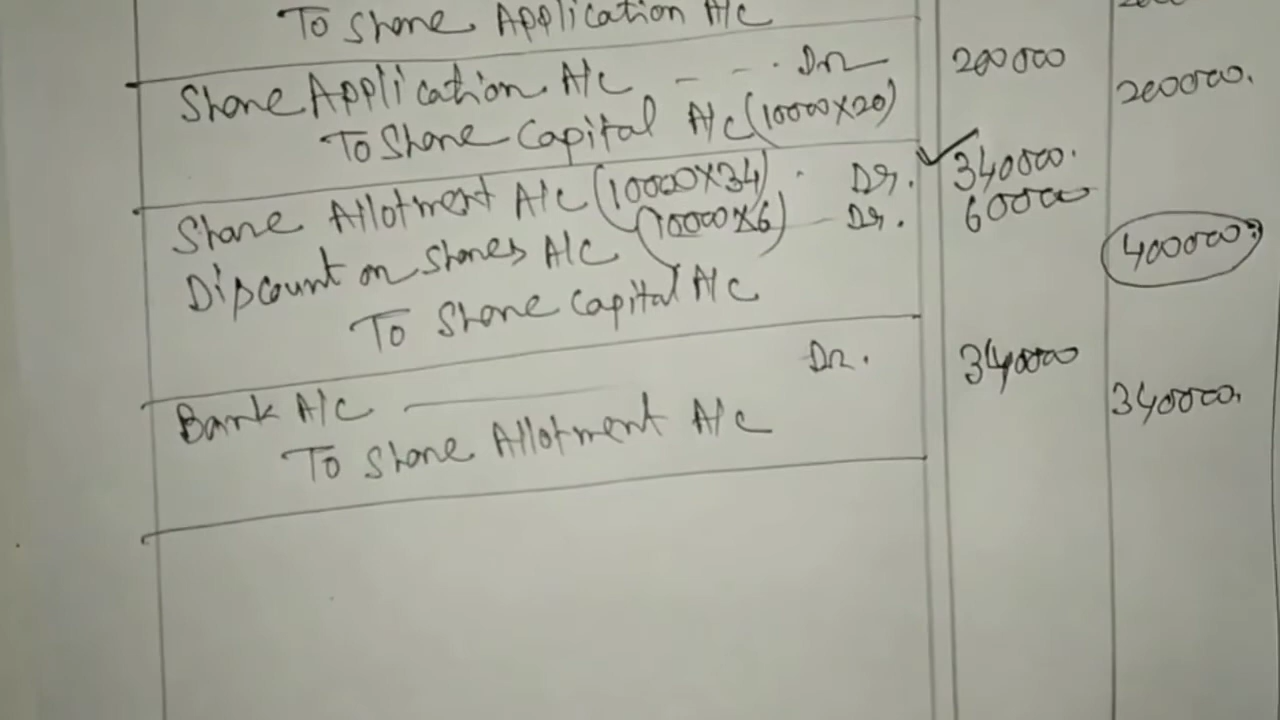 To Share Application A/c
Share Application A/c - - . Dr 200000
To Share Capital A/c (10000X20) 200000.
Share Allotment A/c (10000X34) . Dr. 340000.
Discount on Shares A/c (10000X6) Dr. 60000
To Share Capital A/c 400000
Bank A/c Dr. 340000
To Share Allotment A/c 340000.